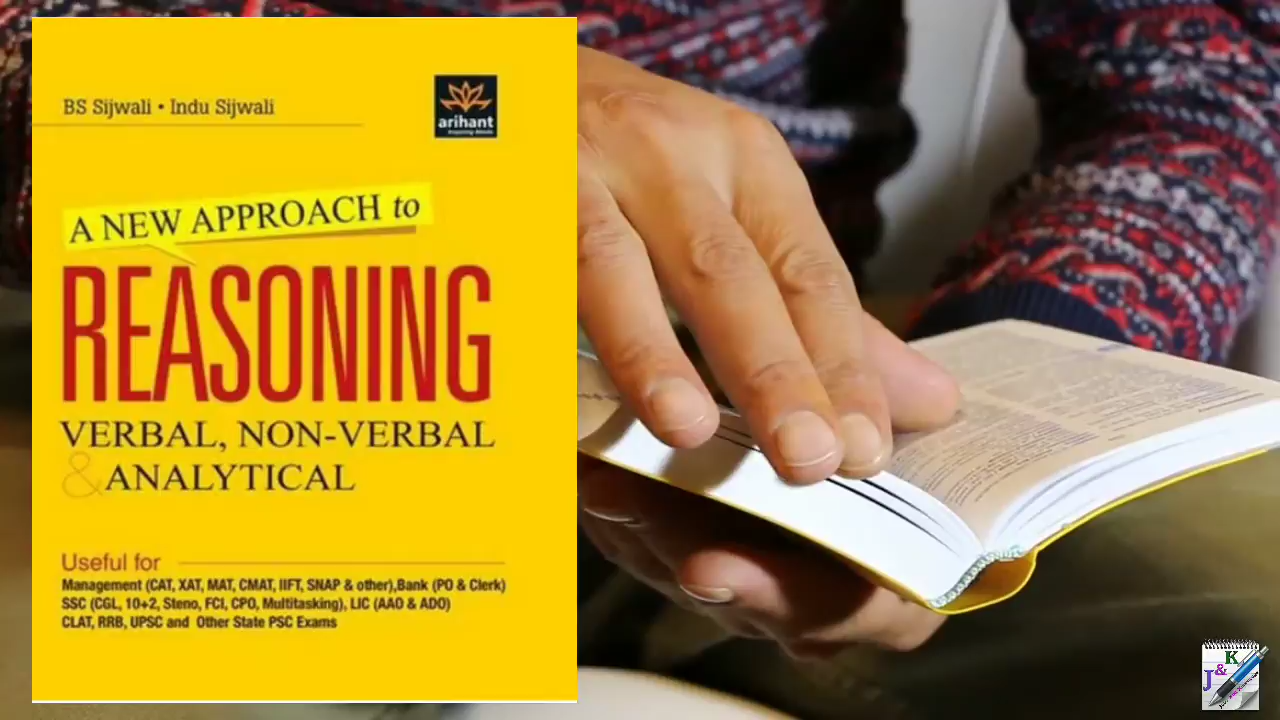 BS Sijwali • Indu Sijwali
arihant
A NEW APPROACH to
REASONING
VERBAL, NON-VERBAL
& ANALYTICAL
Useful for
Management (CAT, XAT, MAT, CMAT, IIFT, SNAP & other),Bank (PO & Clerk)
SSC (CGL, 10+2, Steno, FCI, CPO, Multitasking), LIC (AAO & ADO)
CLAT, RRB, UPSC and Other State PSC Exams
J&K